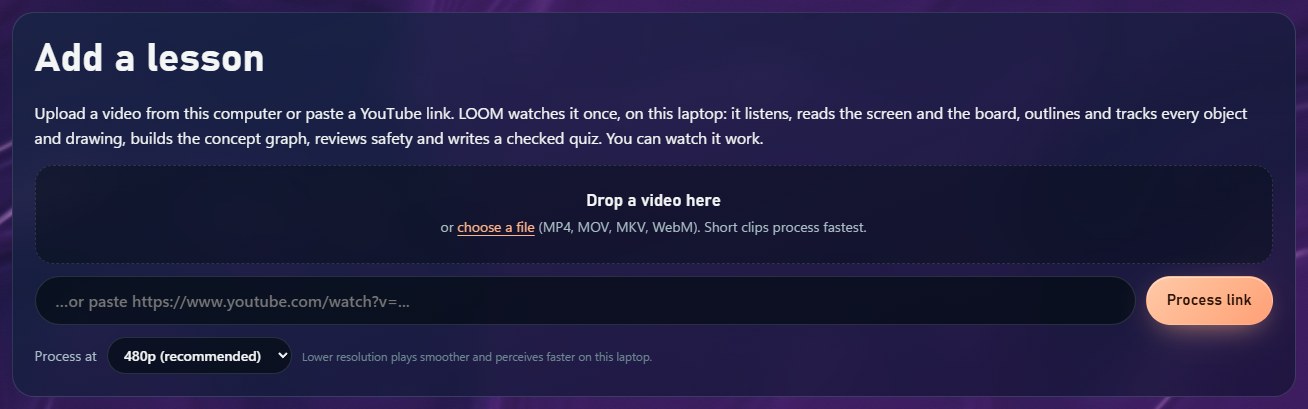 Add a lesson
Upload a video from this computer or paste a YouTube link. LOOM watches it once, on this laptop: it listens, reads the screen and the board, outlines and tracks every object
and drawing, builds the concept graph, reviews safety and writes a checked quiz. You can watch it work.
Drop a video here
or choose a file (MP4, MOV, MKV, WebM). Short clips process fastest.
...or paste https://www.youtube.com/watch?v=...
Process link
Process at
480p (recommended)
Lower resolution plays smoother and perceives faster on this laptop.